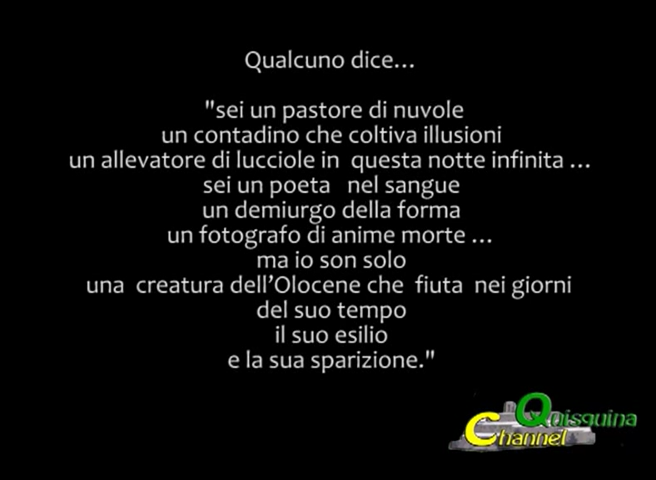 Qualcuno dice...
"sei un pastore di nuvole
un contadino che coltiva illusioni
un allevatore di lucciole in questa notte infinita ...
sei un poeta nel sangue
un demiurgo della forma
un fotografo di anime morte ...
ma io son solo
una creatura dell'Olocene che fiuta nei giorni
del suo tempo
il suo esilio
e la sua sparizione."
Quisquina
Channel